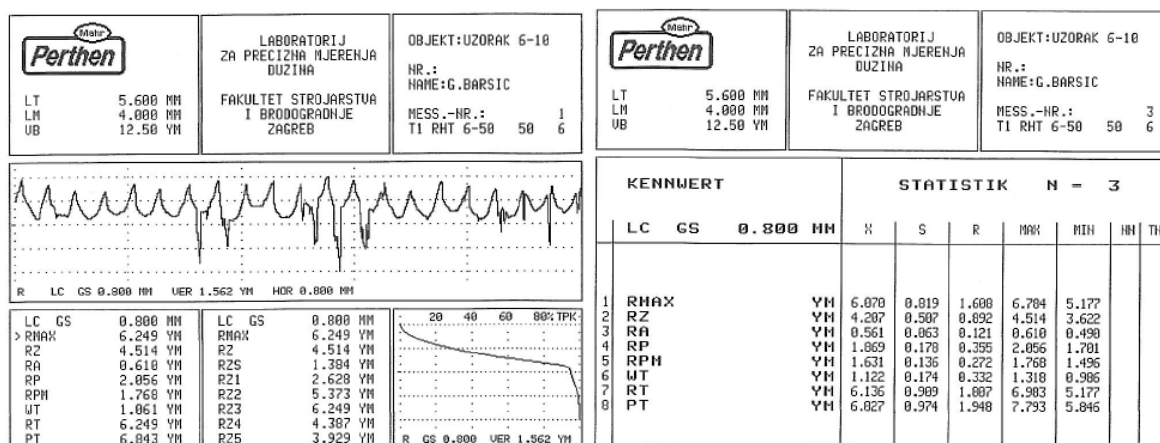 Mahr
Perthen
LT 5.600 MM
LM 4.000 MM
VB 12.50 YM
LABORATORIJ
ZA PRECIZNA MJERENJA
DUZINA
FAKULTET STROJARSTVA
I BRODOGRADNJE
ZAGREB
OBJEKT:UZORAK 6-10
NR.:
NAME:G.BARSIC
MESS.-NR.: 1
T1 RHT 6-50 50 6
R LC GS 0.800 MM VER 1.562 YM HOR 0.800 MM
LC GS 0.800 MM
>RMAX 6.249 YM
RZ 4.514 YM
RA 0.610 YM
RP 2.056 YM
RPM 1.768 YM
WT 1.061 YM
RT 6.249 YM
PT 6.843 YM
LC GS 0.800 MM
RMAX 6.249 YM
RZ 4.514 YM
RZS 1.384 YM
RZ1 2.628 YM
RZ2 5.373 YM
RZ3 6.249 YM
RZ4 4.387 YM
RZ5 3.929 YM
20 40 60 80% TPK
R GS 0.800 VER 1.562 YM
Mahr
Perthen
LT 5.600 MM
LM 4.000 MM
VB 12.50 YM
LABORATORIJ
ZA PRECIZNA MJERENJA
DUZINA
FAKULTET STROJARSTVA
I BRODOGRADNJE
ZAGREB
OBJEKT:UZORAK 6-10
NR.:
NAME:G.BARSIC
MESS.-NR.: 3
T1 RHT 6-50 50 6
KENNWERT STATISTIK N = 3
LC GS 0.800 MM X S R MAX MIN NN TH
1 RMAX YM 6.070 0.819 1.608 6.784 5.177
2 RZ YM 4.207 0.507 0.892 4.514 3.622
3 RA YM 0.561 0.063 0.121 0.610 0.490
4 RP YM 1.869 0.178 0.355 2.056 1.701
5 RPM YM 1.631 0.136 0.272 1.768 1.496
6 WT YM 1.122 0.174 0.332 1.318 0.986
7 RT YM 6.136 0.909 1.807 6.983 5.177
8 PT YM 6.827 0.974 1.948 7.793 5.846